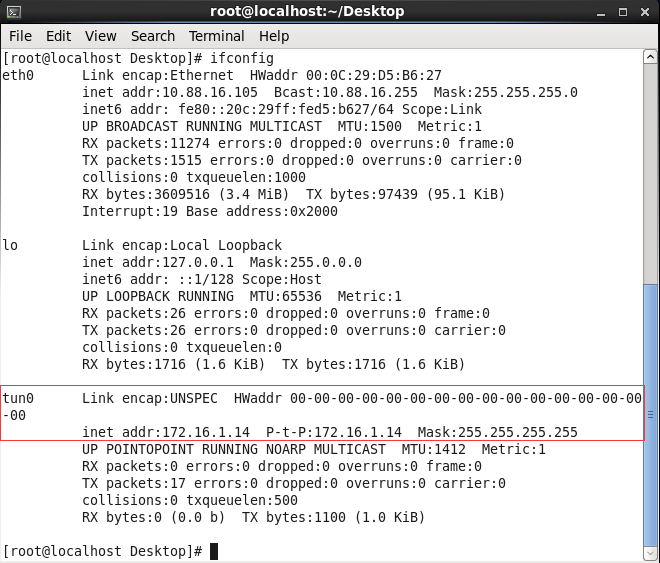 root@localhost:~/Desktop
File Edit View Search Terminal Help
[root@localhost Desktop]# ifconfig
eth0      Link encap:Ethernet  HWaddr 00:0C:29:D5:B6:27
          inet addr:10.88.16.105  Bcast:10.88.16.255  Mask:255.255.255.0
          inet6 addr: fe80::20c:29ff:fed5:b627/64 Scope:Link
          UP BROADCAST RUNNING MULTICAST  MTU:1500  Metric:1
          RX packets:11274 errors:0 dropped:0 overruns:0 frame:0
          TX packets:1515 errors:0 dropped:0 overruns:0 carrier:0
          collisions:0 txqueuelen:1000
          RX bytes:3609516 (3.4 MiB)  TX bytes:97439 (95.1 KiB)
          Interrupt:19 Base address:0x2000
lo        Link encap:Local Loopback
          inet addr:127.0.0.1  Mask:255.0.0.0
          inet6 addr: ::1/128 Scope:Host
          UP LOOPBACK RUNNING  MTU:65536  Metric:1
          RX packets:26 errors:0 dropped:0 overruns:0 frame:0
          TX packets:26 errors:0 dropped:0 overruns:0 carrier:0
          collisions:0 txqueuelen:0
          RX bytes:1716 (1.6 KiB)  TX bytes:1716 (1.6 KiB)
tun0      Link encap:UNSPEC  HWaddr 00-00-00-00-00-00-00-00-00-00-00-00-00-00-00
-00
          inet addr:172.16.1.14  P-t-P:172.16.1.14  Mask:255.255.255.255
          UP POINTOPOINT RUNNING NOARP MULTICAST  MTU:1412  Metric:1
          RX packets:0 errors:0 dropped:0 overruns:0 frame:0
          TX packets:17 errors:0 dropped:0 overruns:0 carrier:0
          collisions:0 txqueuelen:500
          RX bytes:0 (0.0 b)  TX bytes:1100 (1.0 KiB)
[root@localhost Desktop]#